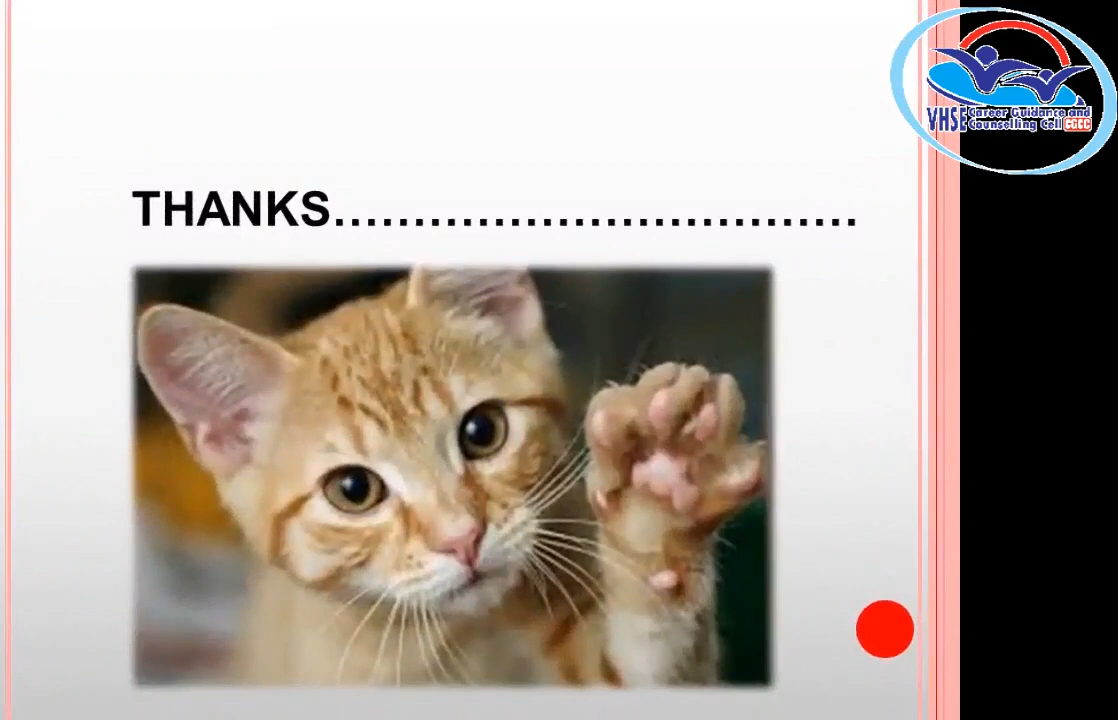 VHSE Career Guidance and
Counselling Cell CGCC
THANKS.................................